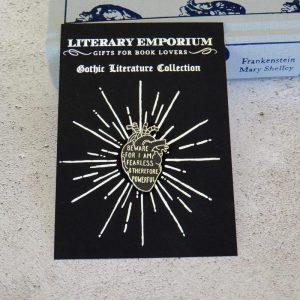 LITERARY EMPORIUM
GIFTS FOR BOOK LOVERS
Gothic Literature Collection
BEWARE
FOR I AM
FEARLESS
& THEREFORE
POWERFUL
Frankenstein
Mary Shelley